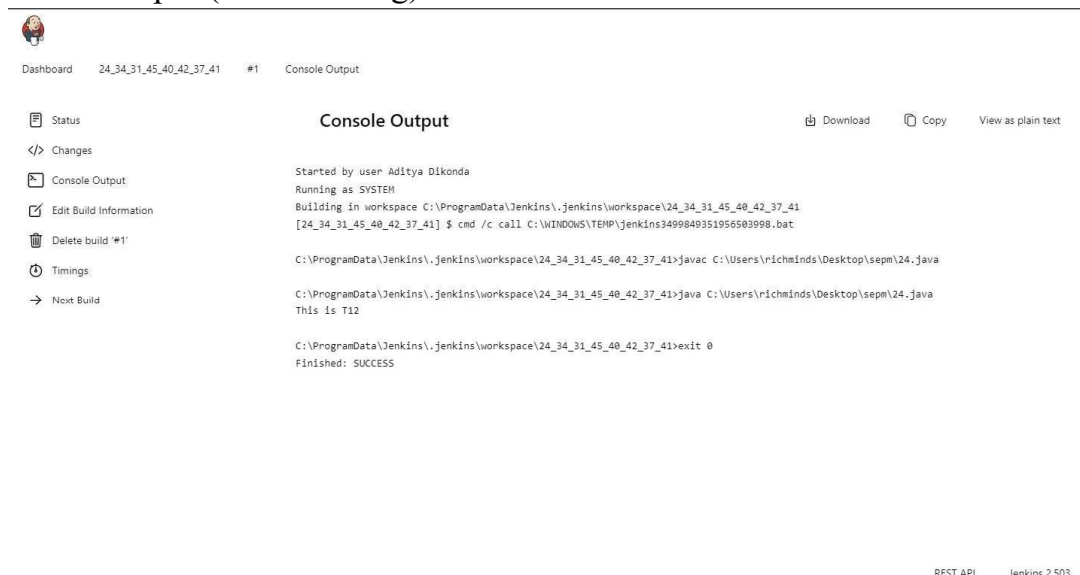 Dashboard 24_34_31_45_40_42_37_41 #1 Console Output
Status
Changes
Console Output
Edit Build Information
Delete build '#1'
Timings
Next Build
Console Output
Download Copy View as plain text
Started by user Aditya Dikonda
Running as SYSTEM
Building in workspace C:\ProgramData\Jenkins\.jenkins\workspace\24_34_31_45_40_42_37_41
[24_34_31_45_40_42_37_41] $ cmd /c call C:\WINDOWS\TEMP\jenkins3499849351956503998.bat
C:\ProgramData\Jenkins\.jenkins\workspace\24_34_31_45_40_42_37_41>javac C:\Users\richminds\Desktop\sepm\24.java
C:\ProgramData\Jenkins\.jenkins\workspace\24_34_31_45_40_42_37_41>java C:\Users\richminds\Desktop\sepm\24.java
This is T12
C:\ProgramData\Jenkins\.jenkins\workspace\24_34_31_45_40_42_37_41>exit 0
Finished: SUCCESS
REST API Jenkins 2.503